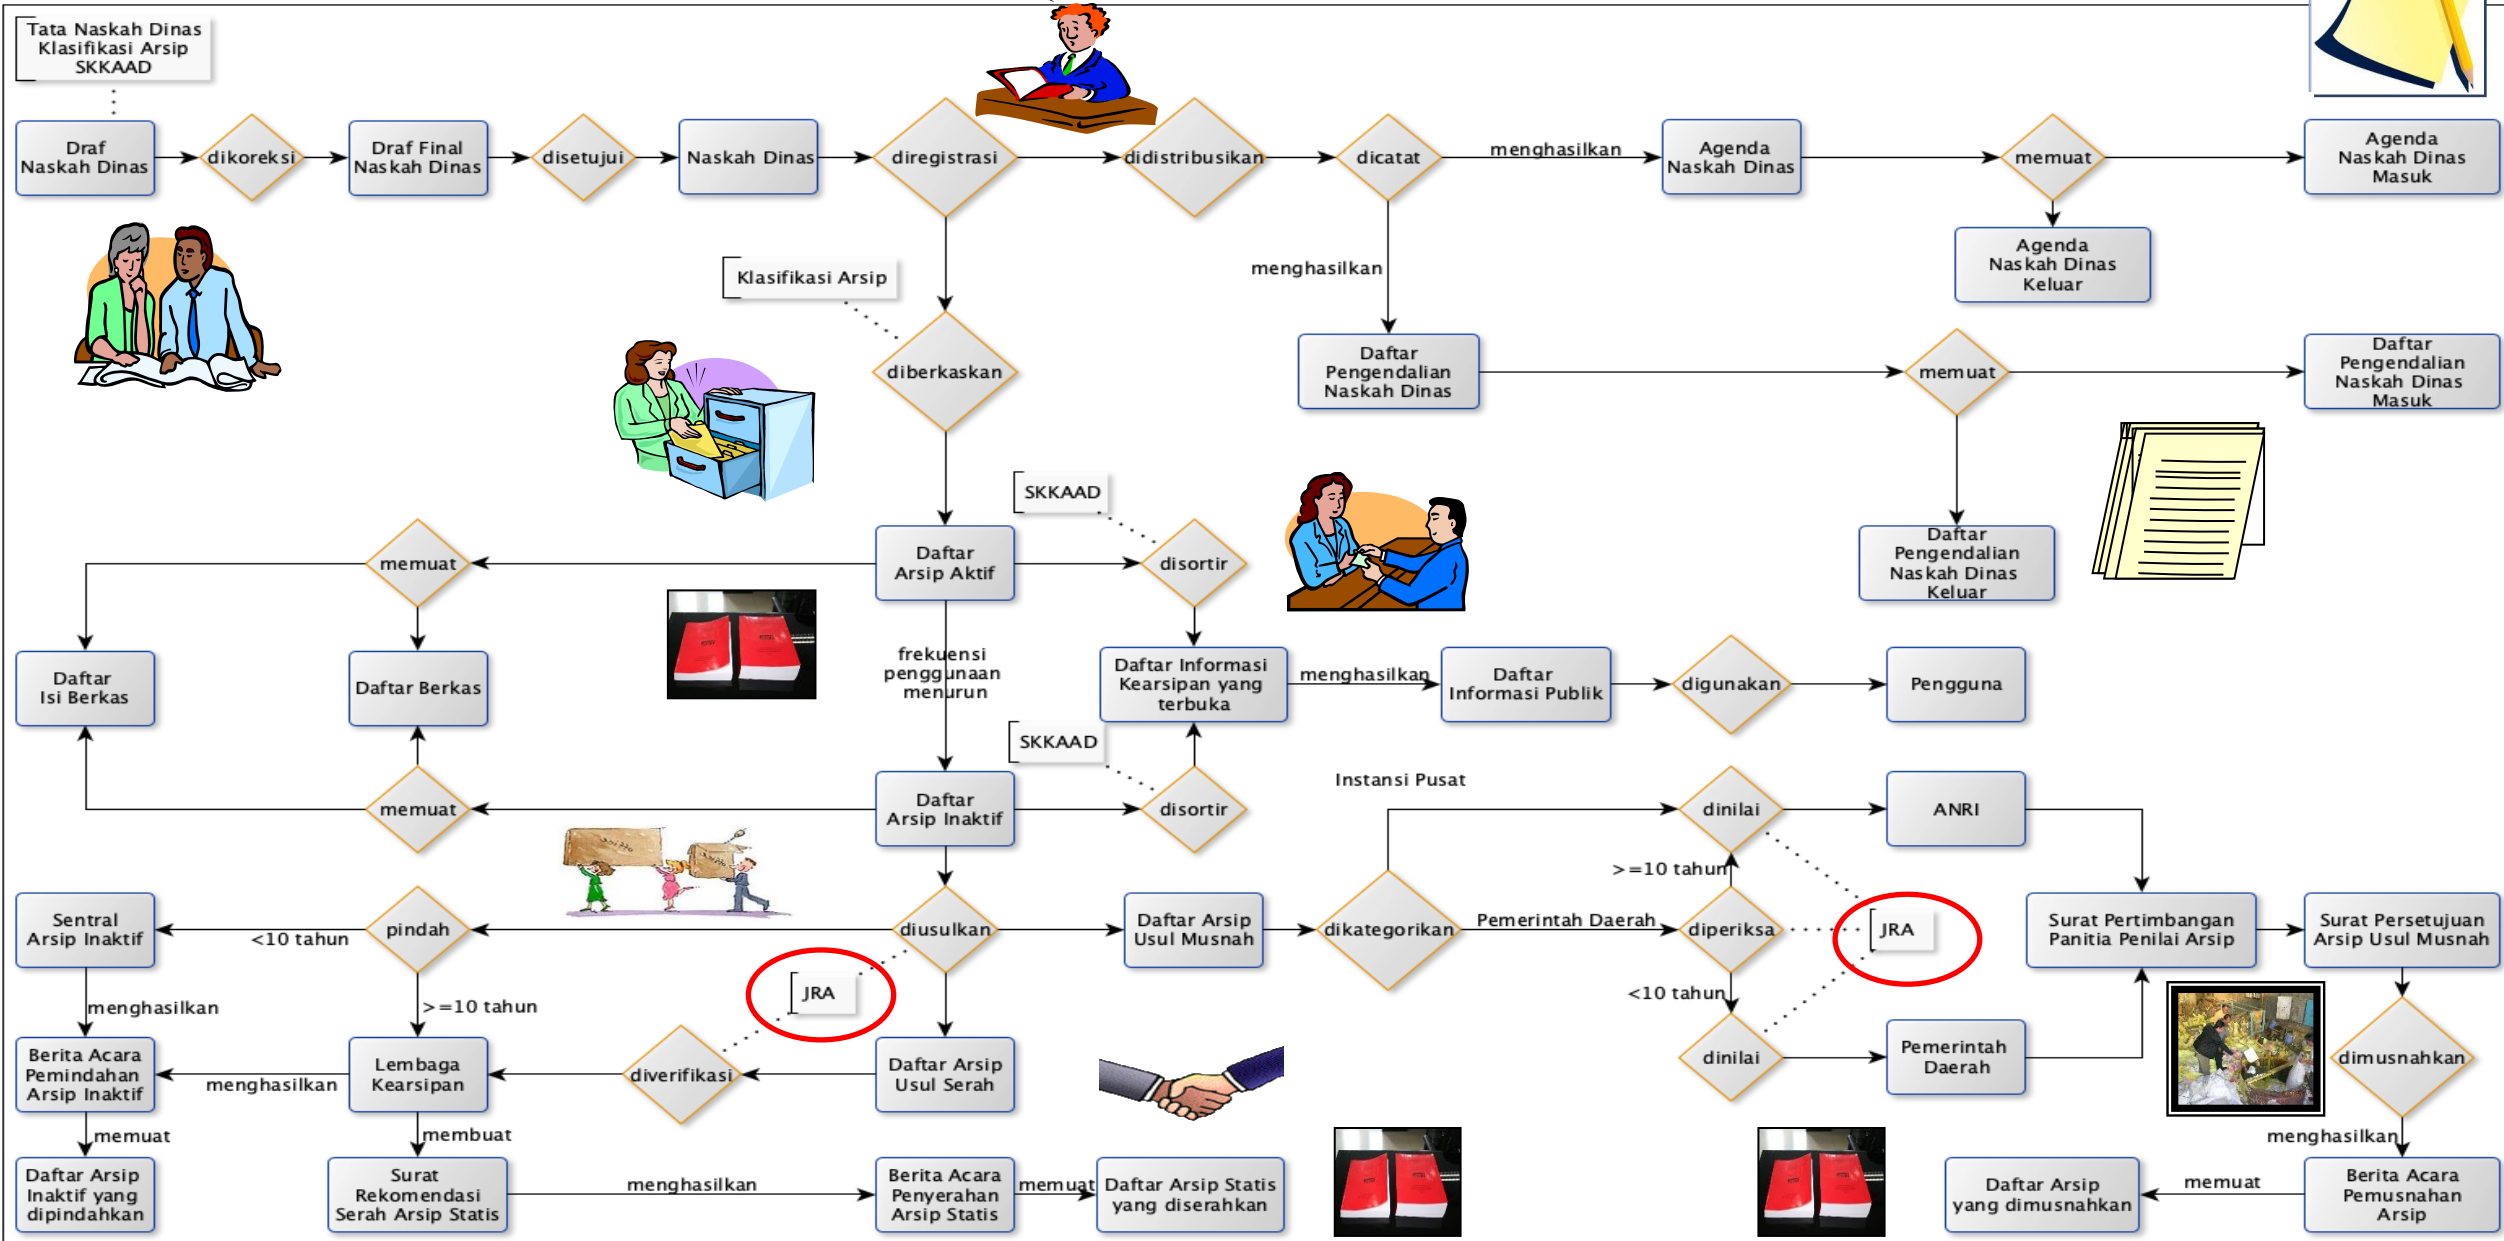 Tata Naskah Dinas
Klasifikasi Arsip
SKKAAD
Draf
Naskah Dinas
dikoreksi
Draf Final
Naskah Dinas
disetujui
Naskah Dinas
diregistrasi
didistribusikan
dicatat
menghasilkan
Agenda
Naskah Dinas
memuat
Agenda
Naskah Dinas
Masuk
Agenda
Naskah Dinas
Keluar
menghasilkan
Klasifikasi Arsip
diberkaskan
Daftar
Pengendalian
Naskah Dinas
memuat
Daftar
Pengendalian
Naskah Dinas
Masuk
Daftar
Pengendalian
Naskah Dinas
Keluar
SKKAAD
memuat
Daftar
Arsip Aktif
disortir
Daftar
Isi Berkas
Daftar Berkas
frekuensi
penggunaan
menurun
Daftar Informasi
Kearsipan yang
terbuka
menghasilkan
Daftar
Informasi Publik
digunakan
Pengguna
SKKAAD
memuat
Daftar
Arsip Inaktif
disortir
Instansi Pusat
dinilai
ANRI
>=10 tahun
Sentral
Arsip Inaktif
<10 tahun
pindah
diusulkan
Daftar Arsip
Usul Musnah
dikategorikan
Pemerintah Daerah
diperiksa
JRA
Surat Pertimbangan
Panitia Penilai Arsip
Surat Persetujuan
Arsip Usul Musnah
menghasilkan
>=10 tahun
JRA
<10 tahun
Berita Acara
Pemindahan
Arsip Inaktif
menghasilkan
Lembaga
Kearsipan
diverifikasi
Daftar Arsip
Usul Serah
dinilai
Pemerintah
Daerah
dimusnahkan
memuat
membuat
menghasilkan
Daftar Arsip
Inaktif yang
dipindahkan
Surat
Rekomendasi
Serah Arsip Statis
menghasilkan
Berita Acara
Penyerahan
Arsip Statis
memuat
Daftar Arsip Statis
yang diserahkan
Daftar Arsip
yang dimusnahkan
memuat
Berita Acara
Pemusnahan
Arsip